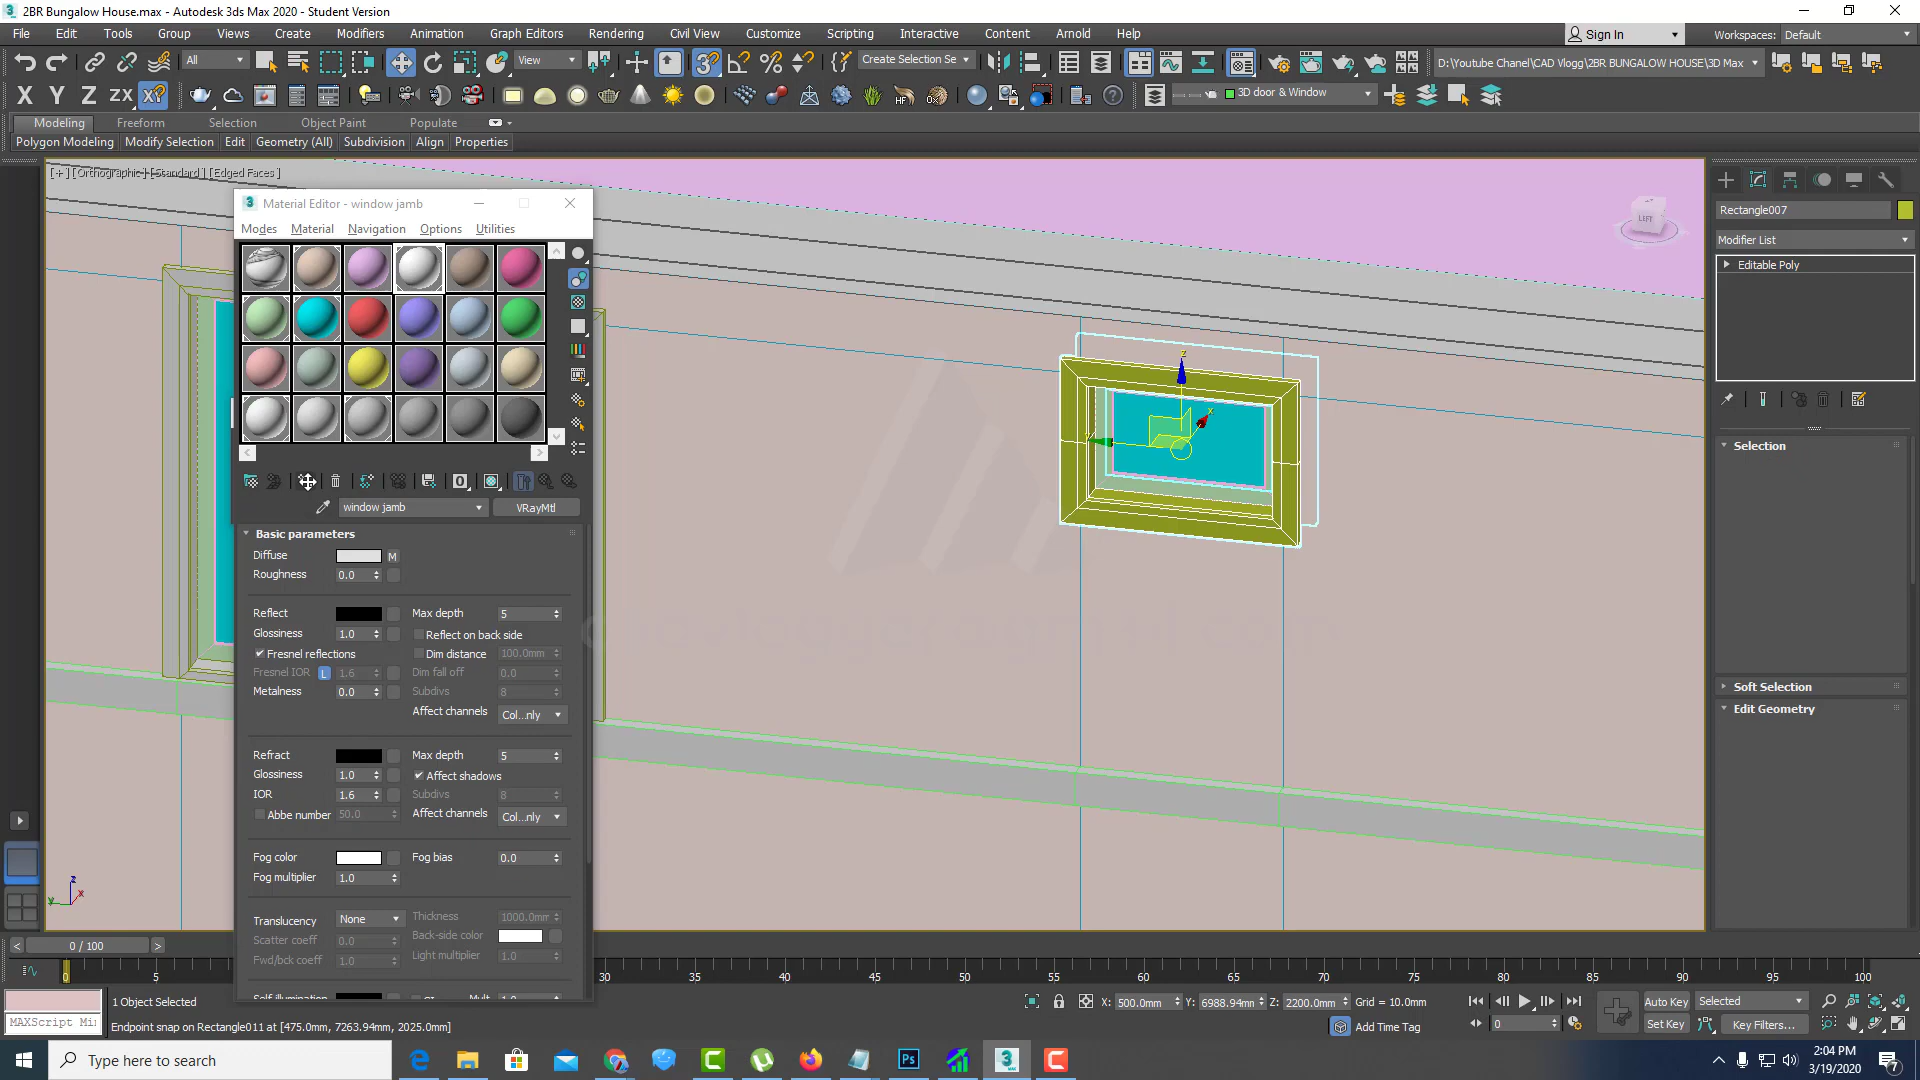 2BR Bungalow House.max - Autodesk 3ds Max 2020 - Student Version
File Edit Tools Group Views Create Modifiers Animation Graph Editors Rendering Civil View Customize Scripting Interactive Content Arnold Help
Sign In Workspaces: Default
All View Create Selection Se D:\Youtube Chanel\CAD Vlogg\2BR BUNGALOW HOUSE\3D Max
X Y Z ZX XY HF 3D door & Window
Modeling Freeform Selection Object Paint Populate
Polygon Modeling Modify Selection Edit Geometry (All) Subdivision Align Properties
[+] [Orthographic] [Standard] [Edged Faces]
LEFT
Material Editor - window jamb
Modes Material Navigation Options Utilities
window jamb VRayMtl
Basic parameters
Diffuse M
Roughness 0.0
Reflect Max depth 5
Glossiness 1.0 Reflect on back side
Fresnel reflections Dim distance 100.0mm
Fresnel IOR L 1.6 Dim fall off 0.0
Metalness 0.0 Subdivs 8
Affect channels Col...nly
Refract Max depth 5
Glossiness 1.0 Affect shadows
IOR 1.6 Subdivs 8
Abbe number 50.0 Affect channels Col...nly
Fog color Fog bias 0.0
Fog multiplier 1.0
Translucency None Thickness 1000.0mm
Scatter coeff 0.0 Back-side color
Fwd/bck coeff 1.0 Light multiplier 1.0
Rectangle007
Modifier List
Editable Poly
Selection
Soft Selection
Edit Geometry
z x y
z x y
0 / 100
0 5 30 35 40 45 50 55 60 65 70 75 80 85 90 95 100
1 Object Selected X: 500.0mm Y: 6988.94mm Z: 2200.0mm Grid = 10.0mm Auto Key Selected
MAXScript Mi
Endpoint snap on Rectangle011 at [475.0mm, 7263.94mm, 2025.0mm] Add Time Tag 0 Set Key Key Filters...
Type here to search
2:04 PM
3/19/2020
7